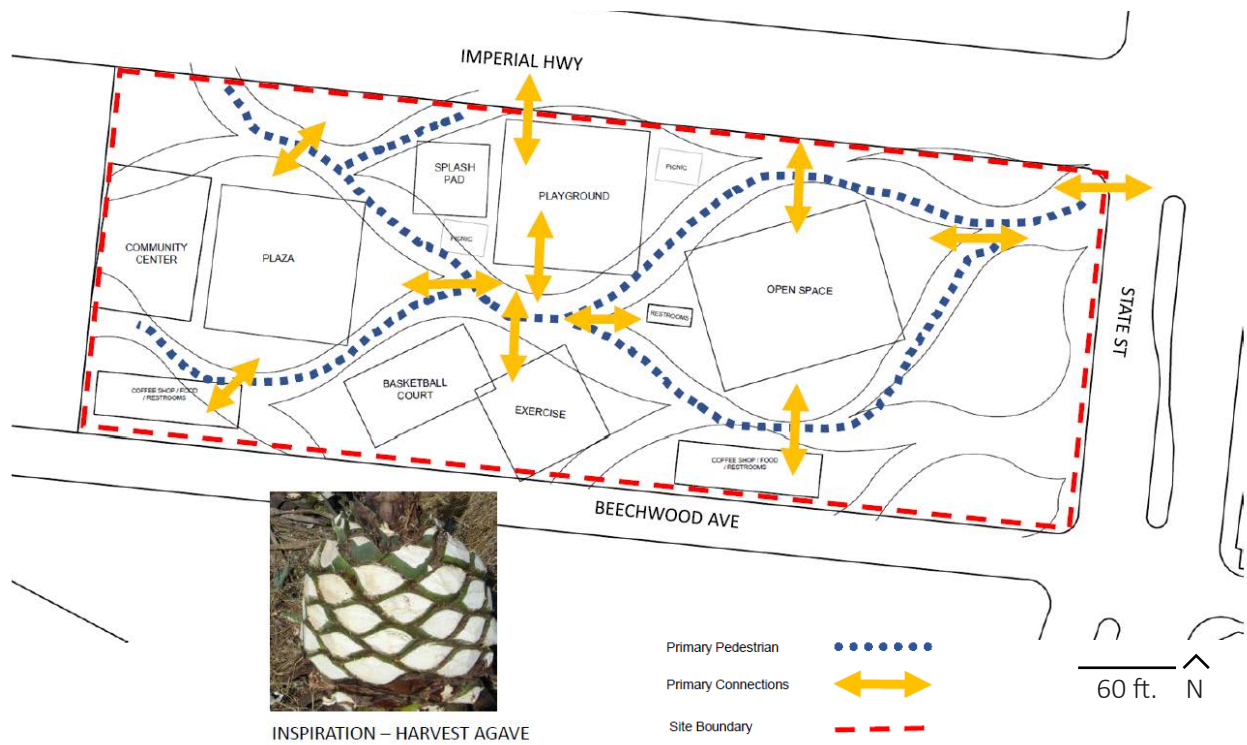 IMPERIAL HWY
SPLASH
PAD
PICNIC
PLAYGROUND
PICNIC
COMMUNITY
CENTER
PLAZA
OPEN SPACE
RESTROOMS
STATE ST
BASKETBALL
COURT
EXERCISE
COFFEE SHOP / FOOD
/ RESTROOMS
COFFEE SHOP / FOOD
/ RESTROOMS
BEECHWOOD AVE
INSPIRATION – HARVEST AGAVE
Primary Pedestrian
Primary Connections
Site Boundary
60 ft.
N